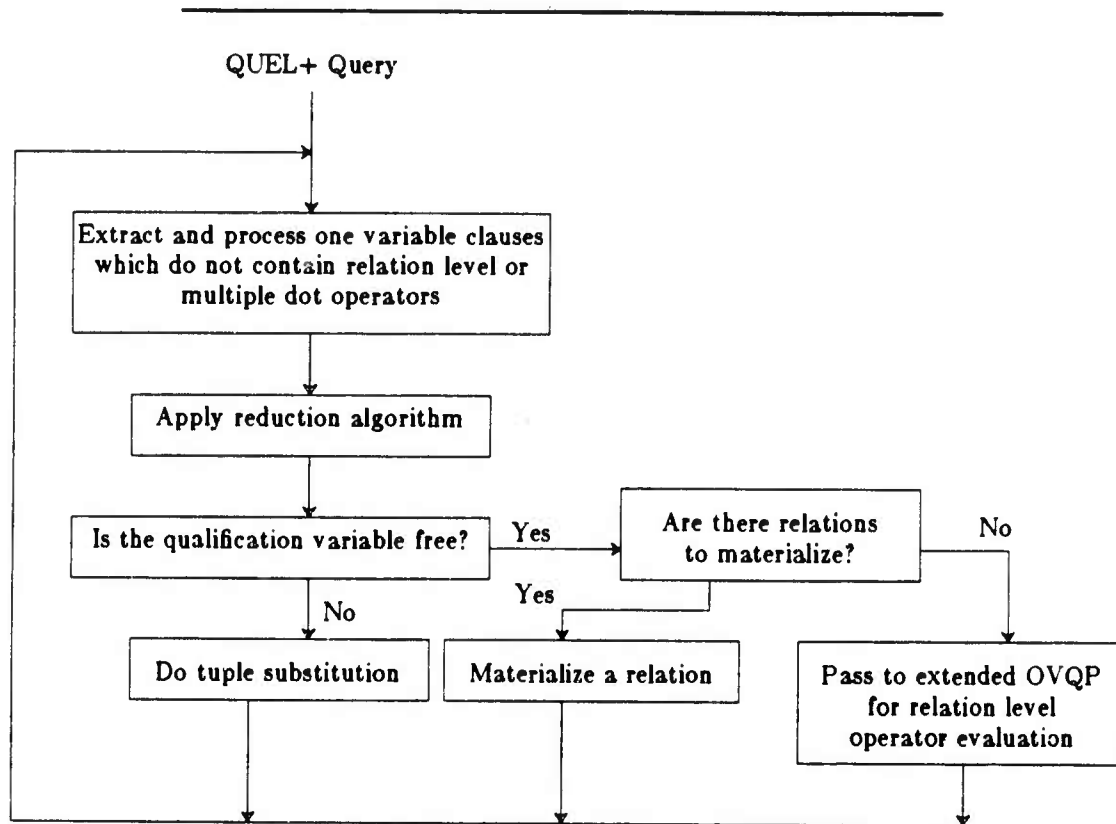 QUEL+ Query
Extract and process one variable clauses
which do not contain relation level or
multiple dot operators
Apply reduction algorithm
Is the qualification variable free?
Yes
Are there relations
to materialize?
No
Yes
No
Do tuple substitution
Materialize a relation
Pass to extended OVQP
for relation level
operator evaluation